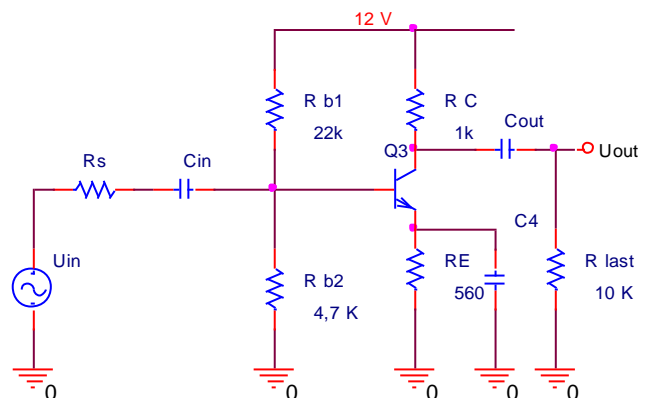 12 V
R b1
22k
R C
1k
Cout
Q3
Uout
Rs
Cin
C4
Uin
R b2
4,7 K
RE
560
R last
10 K
0
0
0
0
0